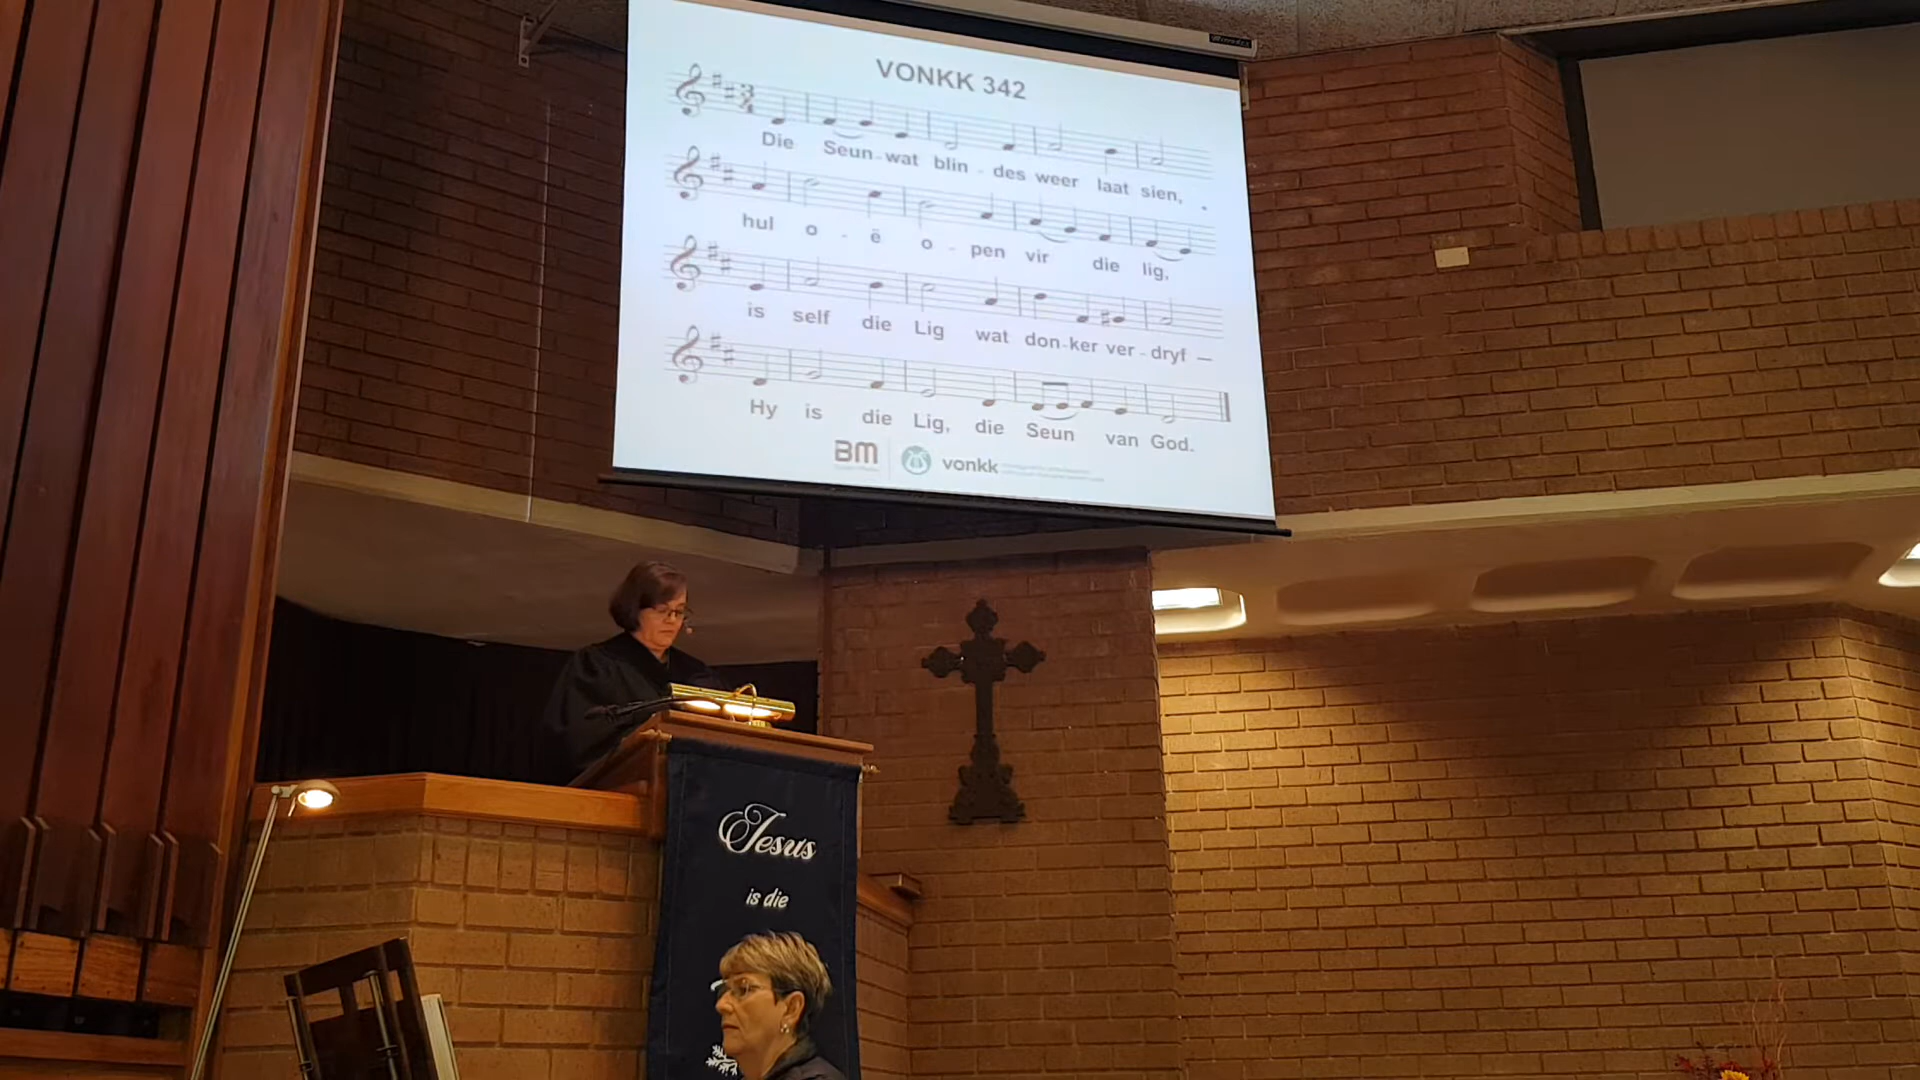 VONKK 342
Die Seun - wat blin - des weer laat sien,
hul o - ë o - pen vir die lig,
is self die Lig wat don - ker ver - dryf —
Hy is die Lig, die Seun van God.
BM vonkk
Jesus
is die